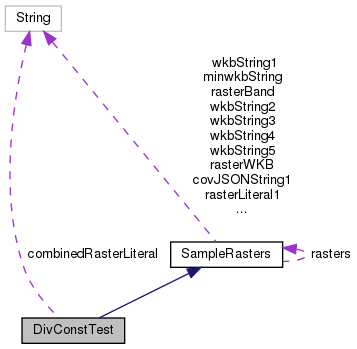 String
wkbString1
minwkbString
rasterBand
wkbString2
wkbString3
wkbString4
wkbString5
rasterWKB
covJSONString1
rasterLiteral1
...
combinedRasterLiteral
SampleRasters
rasters
DivConstTest